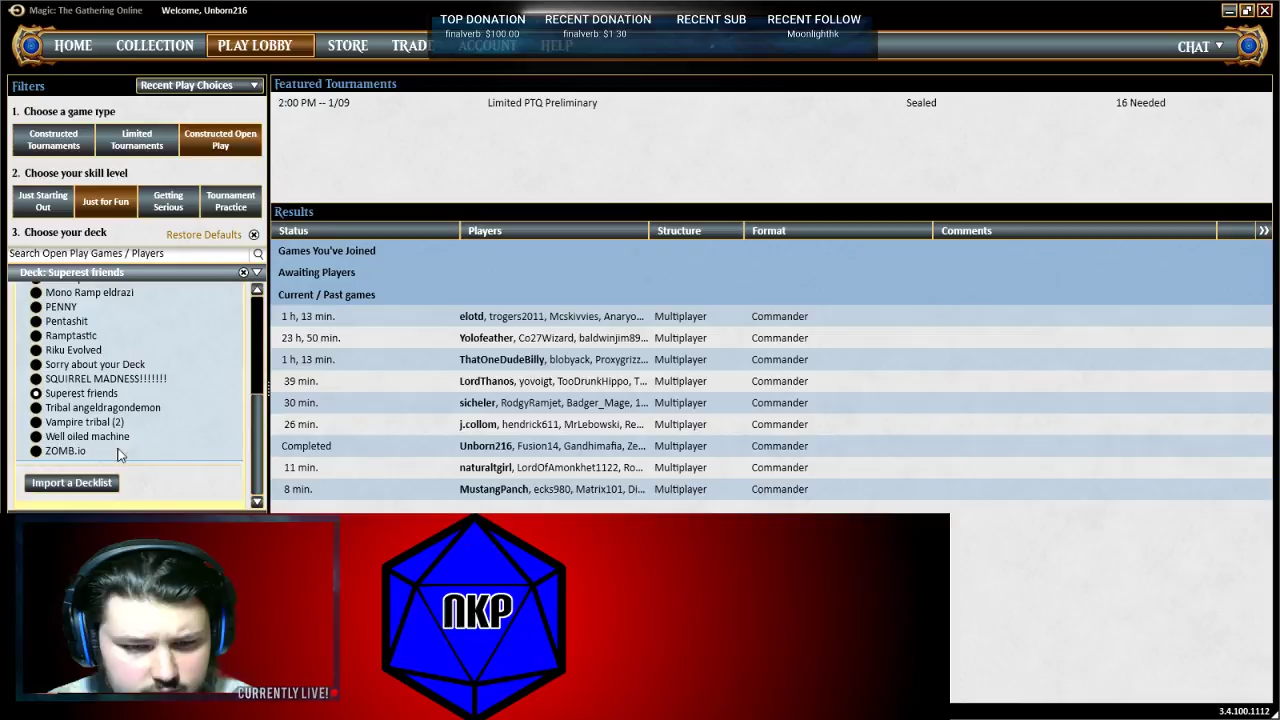 Magic: The Gathering Online Welcome, Unborn216
TOP DONATION RECENT DONATION RECENT SUB RECENT FOLLOW
finalverb: $100.00 finalverb: $1.30 Moonlighthk
HOME COLLECTION PLAY LOBBY STORE TRADE ACCOUNT HELP CHAT
Filters Recent Play Choices
1. Choose a game type
Constructed Tournaments Limited Tournaments Constructed Open Play
2. Choose your skill level
Just Starting Out Just for Fun Getting Serious Tournament Practice
3. Choose your deck Restore Defaults
Search Open Play Games / Players
Deck: Superest friends
Mono Ramp eldrazi
PENNY
Pentashit
Ramptastic
Riku Evolved
Sorry about your Deck
SQUIRREL MADNESS!!!!!!!
Superest friends
Tribal angeldragondemon
Vampire tribal (2)
Well oiled machine
ZOMB.io
Import a Decklist
Featured Tournaments
2:00 PM -- 1/09 Limited PTQ Preliminary Sealed 16 Needed
Results
Status Players Structure Format Comments
Games You've Joined
Awaiting Players
Current / Past games
1 h, 13 min. elotd, trogers2011, Mcskivvies, Anaryo... Multiplayer Commander
23 h, 50 min. Yolofeather, Co27Wizard, baldwinjim89... Multiplayer Commander
1 h, 13 min. ThatOneDudeBilly, blobyack, Proxygrizz... Multiplayer Commander
39 min. LordThanos, yovoigt, TooDrunkHippo, T... Multiplayer Commander
30 min. sicheler, RodgyRamjet, Badger_Mage, 1... Multiplayer Commander
26 min. j.collom, hendrick611, MrLebowski, Re... Multiplayer Commander
Completed Unborn216, Fusion14, Gandhimafia, Ze... Multiplayer Commander
11 min. naturaltgirl, LordOfAmonkhet1122, Ro... Multiplayer Commander
8 min. MustangPanch, ecks980, Matrix101, Di... Multiplayer Commander
NKP
CURRENTLY LIVE!
3.4.100.1112